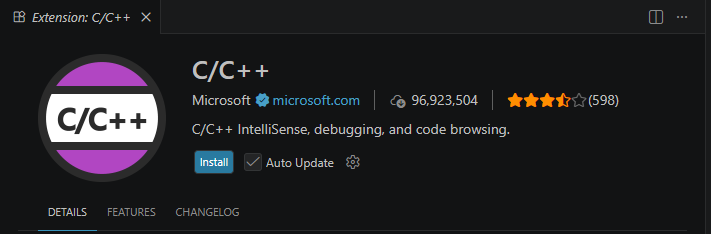 Extension: C/C++
C/C++
C/C++
Microsoft microsoft.com 96,923,504 (598)
C/C++ IntelliSense, debugging, and code browsing.
Install Auto Update
DETAILS FEATURES CHANGELOG